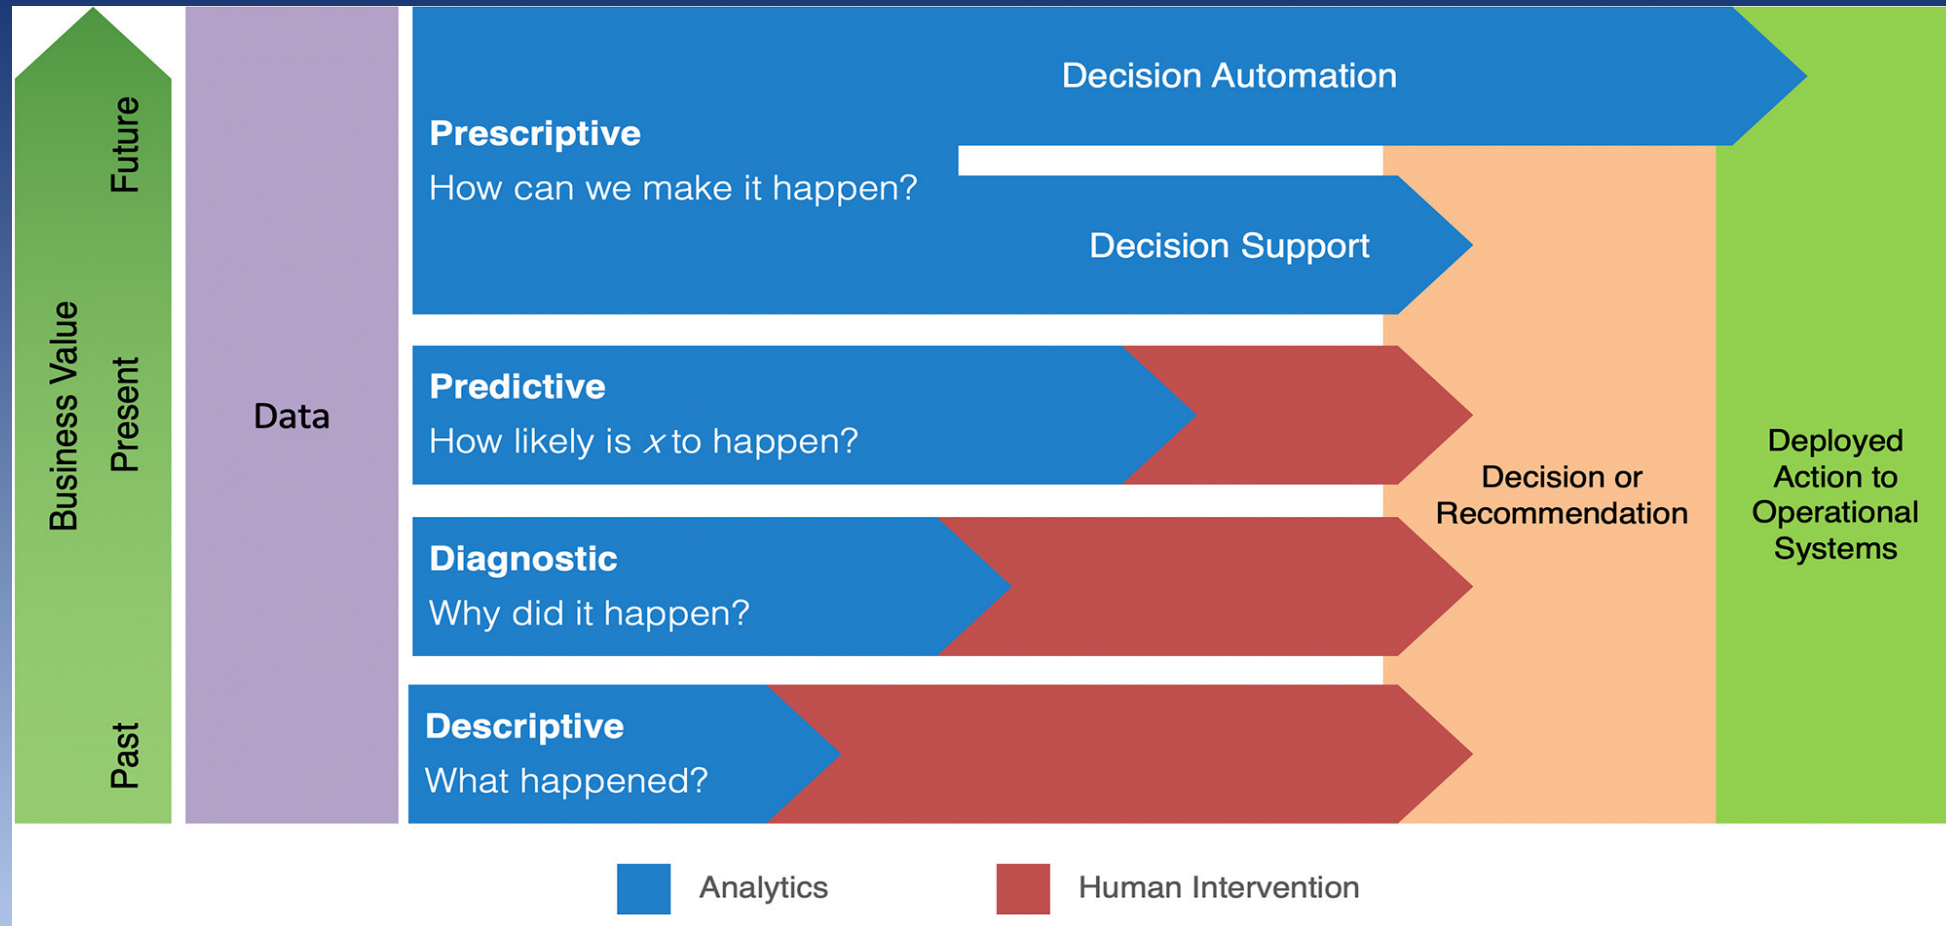 Business Value
Future
Present
Past
Data
Prescriptive
How can we make it happen?
Decision Automation
Decision Support
Predictive
How likely is x to happen?
Diagnostic
Why did it happen?
Descriptive
What happened?
Decision or
Recommendation
Deployed
Action to
Operational
Systems
Analytics
Human Intervention